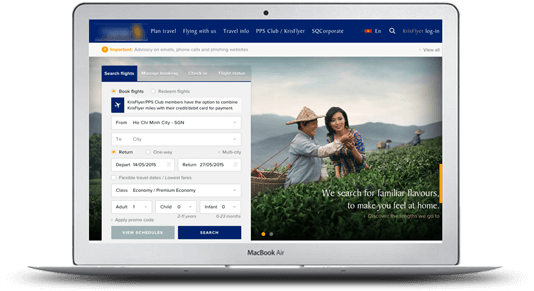 Plan travel Flying with us Travel info PPS Club / KrisFlyer SQCorporate En KrisFlyer log-in
Important: Advisory on emails, phone calls and phishing websites View all
Search flights Manage booking Check in Flight status
Book flights Redeem flights
KrisFlyer/PPS Club members have the option to combine
KrisFlyer miles with their credit/debit card for payment.
From Ho Chi Minh City - SGN
To City
Return One-way Multi-city
Depart 14/05/2015 Return 27/05/2015
Flexible travel dates / Lowest fares
Class Economy / Premium Economy
Adult 1 Child 0 Infant 0
2-11 years 0-23 months
Apply promo code
VIEW SCHEDULES SEARCH
We search for familiar flavours,
to make you feel at home.
Discover the lengths we go to
MacBook Air